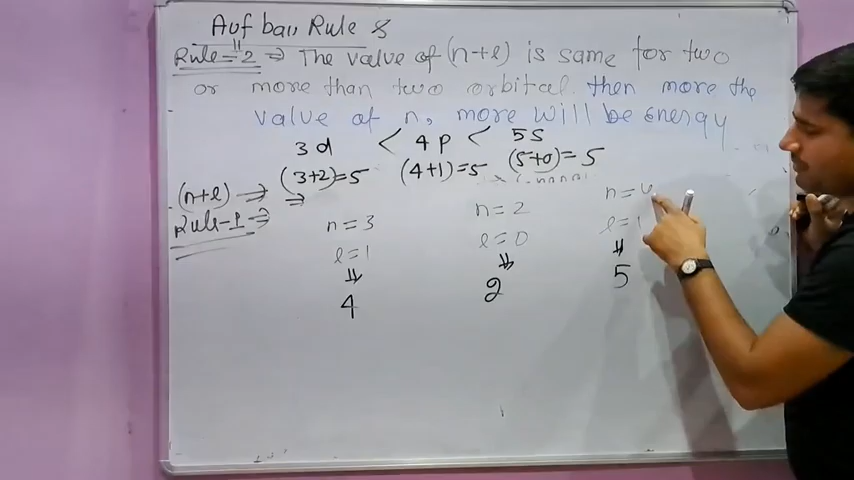 Aufbau Rule
Rule=2 ⇒ The value of (n+l) is same for two
or more than two orbital. then more the
value of n, more will be energy
3d < 4p < 5s
(n+l) ⇒ (3+2)=5 (4+1)=5 (5+0)=5
Rule-1 ⇒ ⇒
n=3 n=2 n=4
l=1 l=0 l=1
⇓ ⇓ ⇓
4 2 5